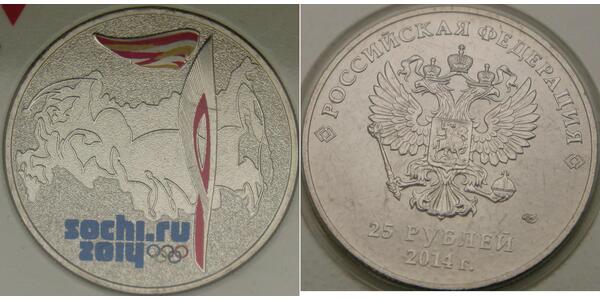 sochi.ru
2014
РОССИЙСКАЯ ФЕДЕРАЦИЯ
25 РУБЛЕЙ
2014 г.